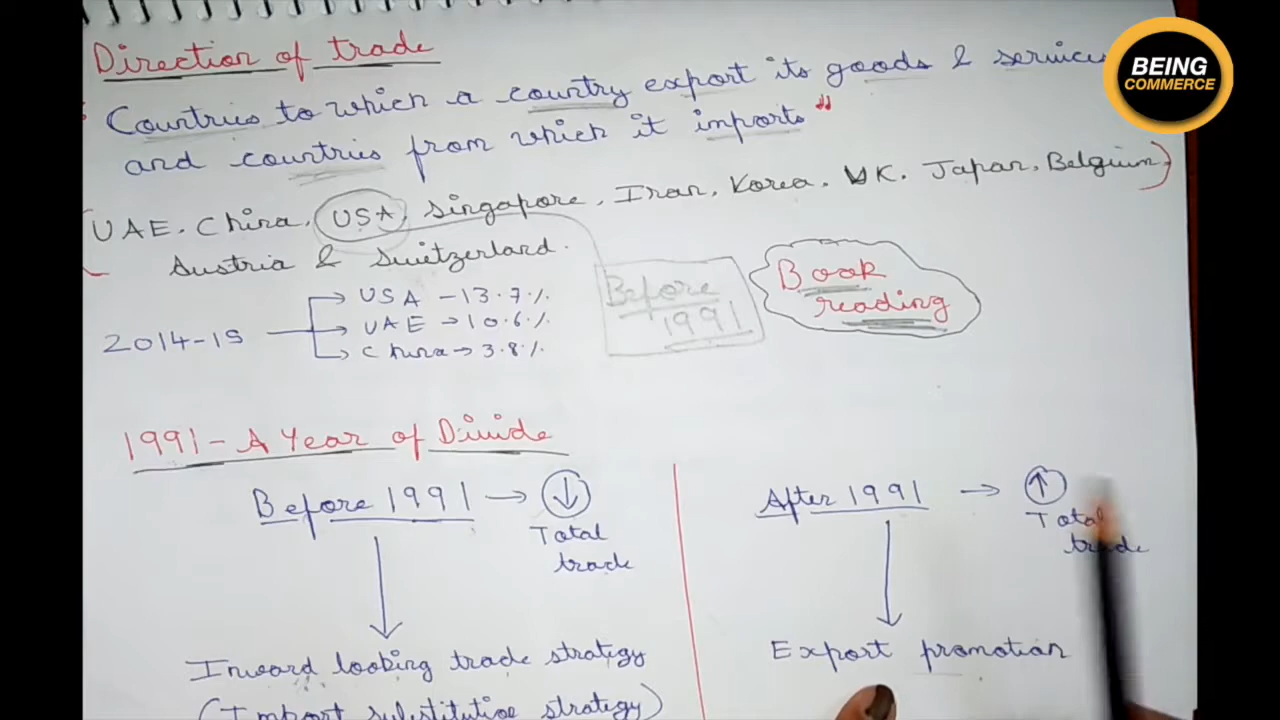 BEING
COMMERCE
Direction of trade
Countries to which a country export its goods & services
and countries from which it imports "
(UAE, China, USA, Singapore, Iran, Korea, UK, Japan, Belgium)
Austria & Switzerland.
2014-15
USA - 13.7%
UAE → 10.6%
China → 3.8%
Before
1991
Book
reading
1991 - A Year of Divide
Before 1991 → ↓
Total
trade
Inward looking trade strategy
(Import substitutive strategy)
After 1991 → ↑
Total
trade
Export promotion